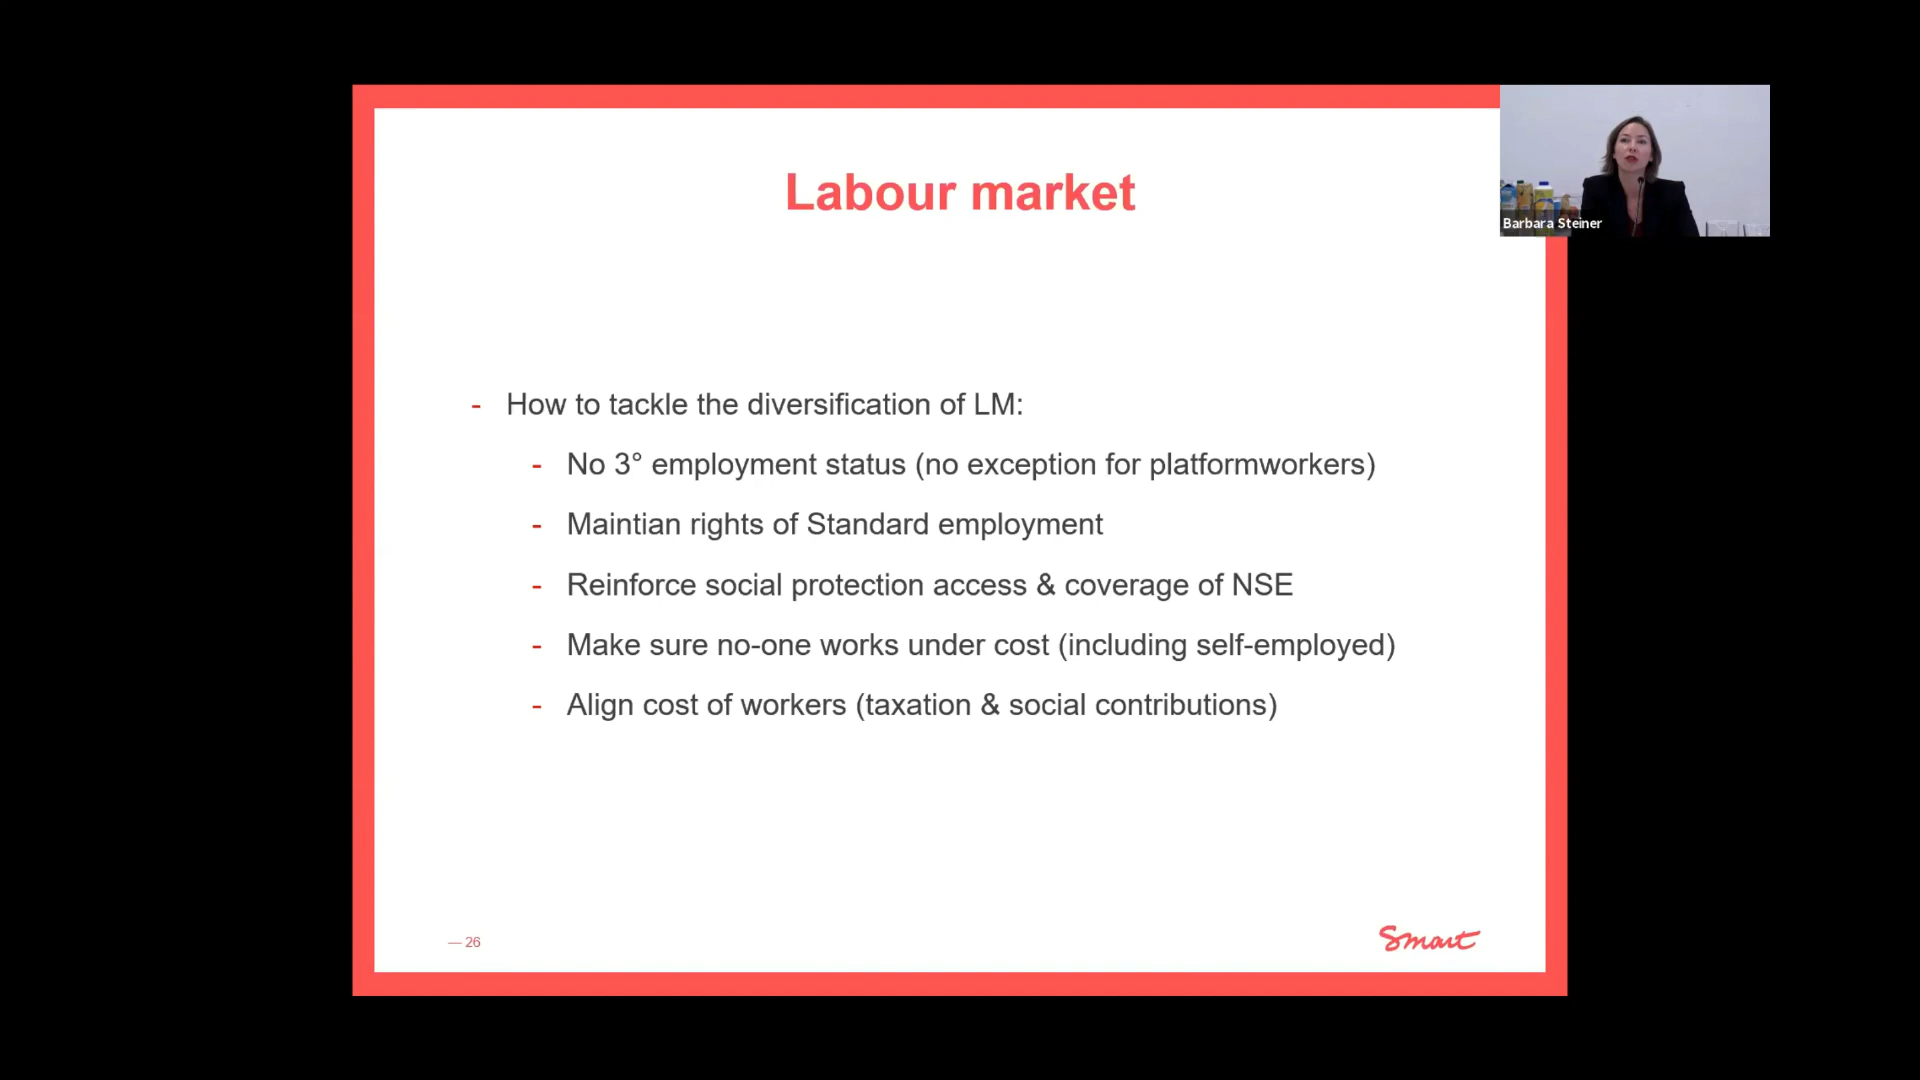 Labour market
Barbara Steiner
- How to tackle the diversification of LM:
- No 3° employment status (no exception for platformworkers)
- Maintian rights of Standard employment
- Reinforce social protection access & coverage of NSE
- Make sure no-one works under cost (including self-employed)
- Align cost of workers (taxation & social contributions)
— 26
Smart